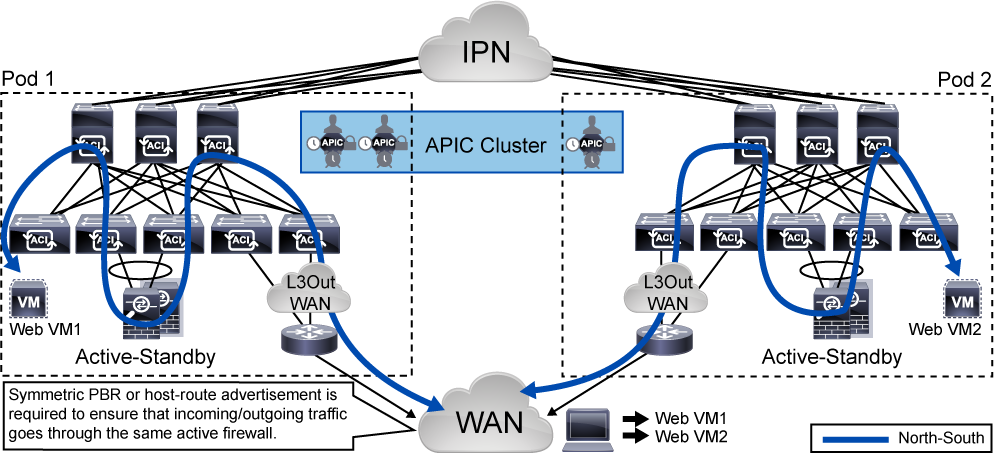 IPN
Pod 1
Pod 2
ACI
ACI
ACI
APIC
APIC
APIC Cluster
APIC
ACI
ACI
ACI
ACI
ACI
ACI
ACI
ACI
ACI
ACI
ACI
ACI
ACI
VM
Web VM1
L3Out
WAN
L3Out
WAN
VM
Web VM2
Active-Standby
Active-Standby
Symmetric PBR or host-route advertisement is
required to ensure that incoming/outgoing traffic
goes through the same active firewall.
WAN
Web VM1
Web VM2
North-South